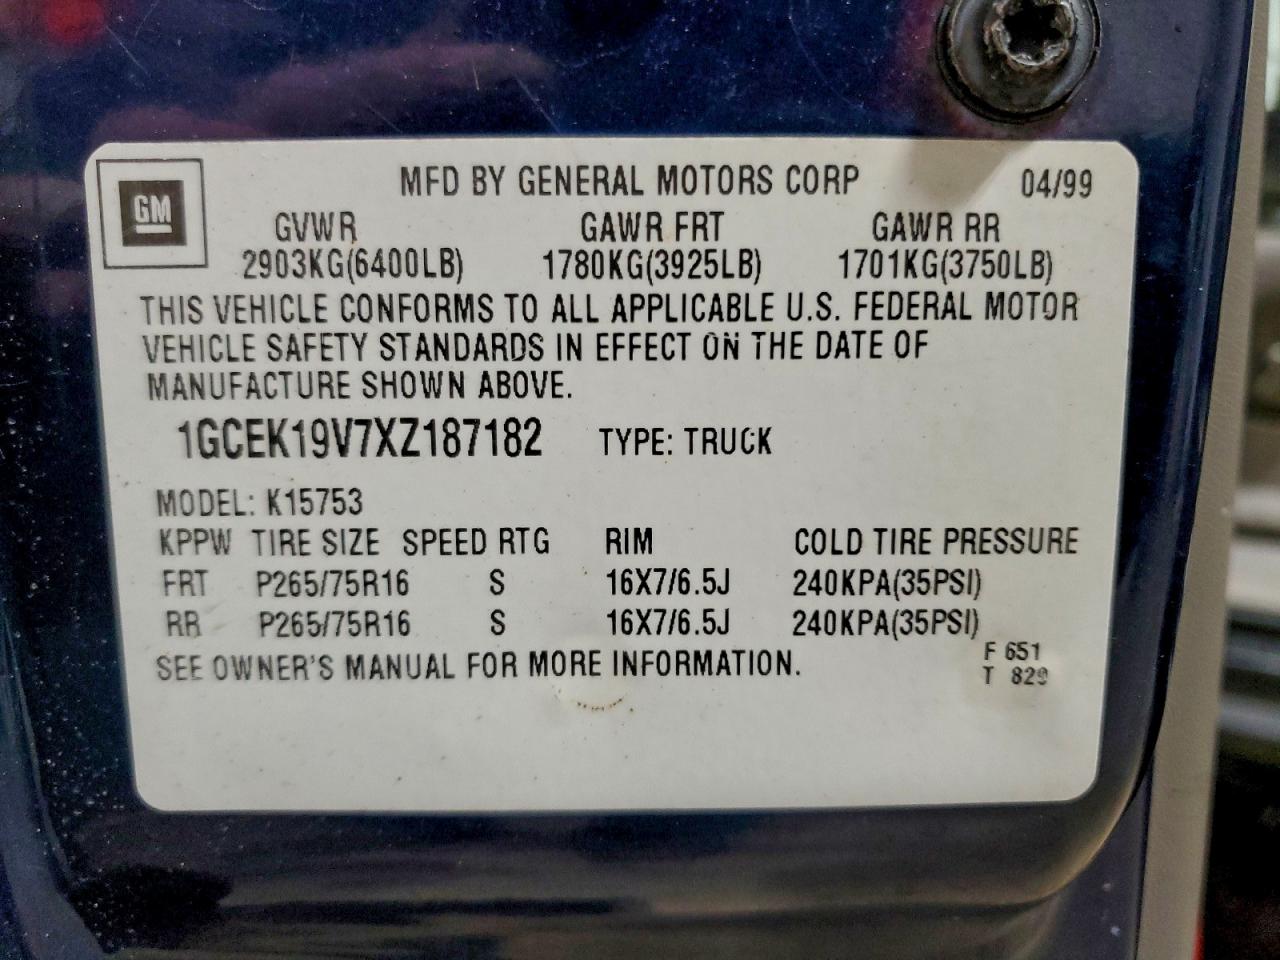 GM
MFD BY GENERAL MOTORS CORP 04/99
GVWR GAWR FRT GAWR RR
2903KG(6400LB) 1780KG(3925LB) 1701KG(3750LB)
THIS VEHICLE CONFORMS TO ALL APPLICABLE U.S. FEDERAL MOTOR
VEHICLE SAFETY STANDARDS IN EFFECT ON THE DATE OF
MANUFACTURE SHOWN ABOVE.
1GCEK19V7XZ187182 TYPE: TRUCK
MODEL: K15753
KPPW TIRE SIZE SPEED RTG RIM COLD TIRE PRESSURE
FRT P265/75R16 S 16X7/6.5J 240KPA(35PSI)
RR P265/75R16 S 16X7/6.5J 240KPA(35PSI)
SEE OWNER'S MANUAL FOR MORE INFORMATION.
F 651
T 829